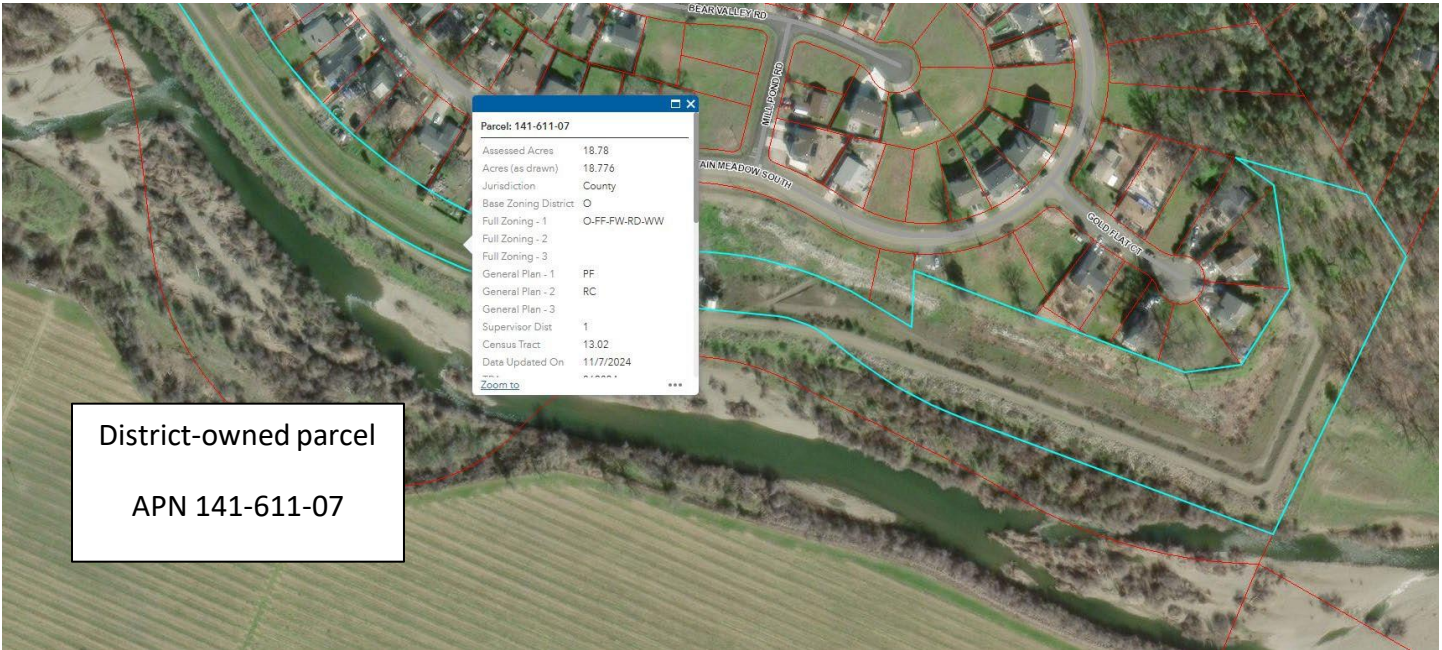 BEAR VALLEY RD
MILL POND RD
AIN MEADOW SOUTH
GOLD FLAT CT
Parcel: 141-611-07
Assessed Acres 18.78
Acres (as drawn) 18.776
Jurisdiction County
Base Zoning District O
Full Zoning - 1 O-FF-FW-RD-WW
Full Zoning - 2
Full Zoning - 3
General Plan - 1 PF
General Plan - 2 RC
General Plan - 3
Supervisor Dist 1
Census Tract 13.02
Data Updated On 11/7/2024
Zoom to
District-owned parcel
APN 141-611-07